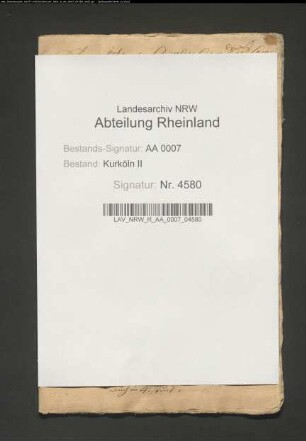 Landesarchiv NRW
Abteilung Rheinland
Bestands-Signatur: AA 0007
Bestand: Kurköln II
Signatur: Nr. 4580
LAV_NRW_R_AA_0007_04580